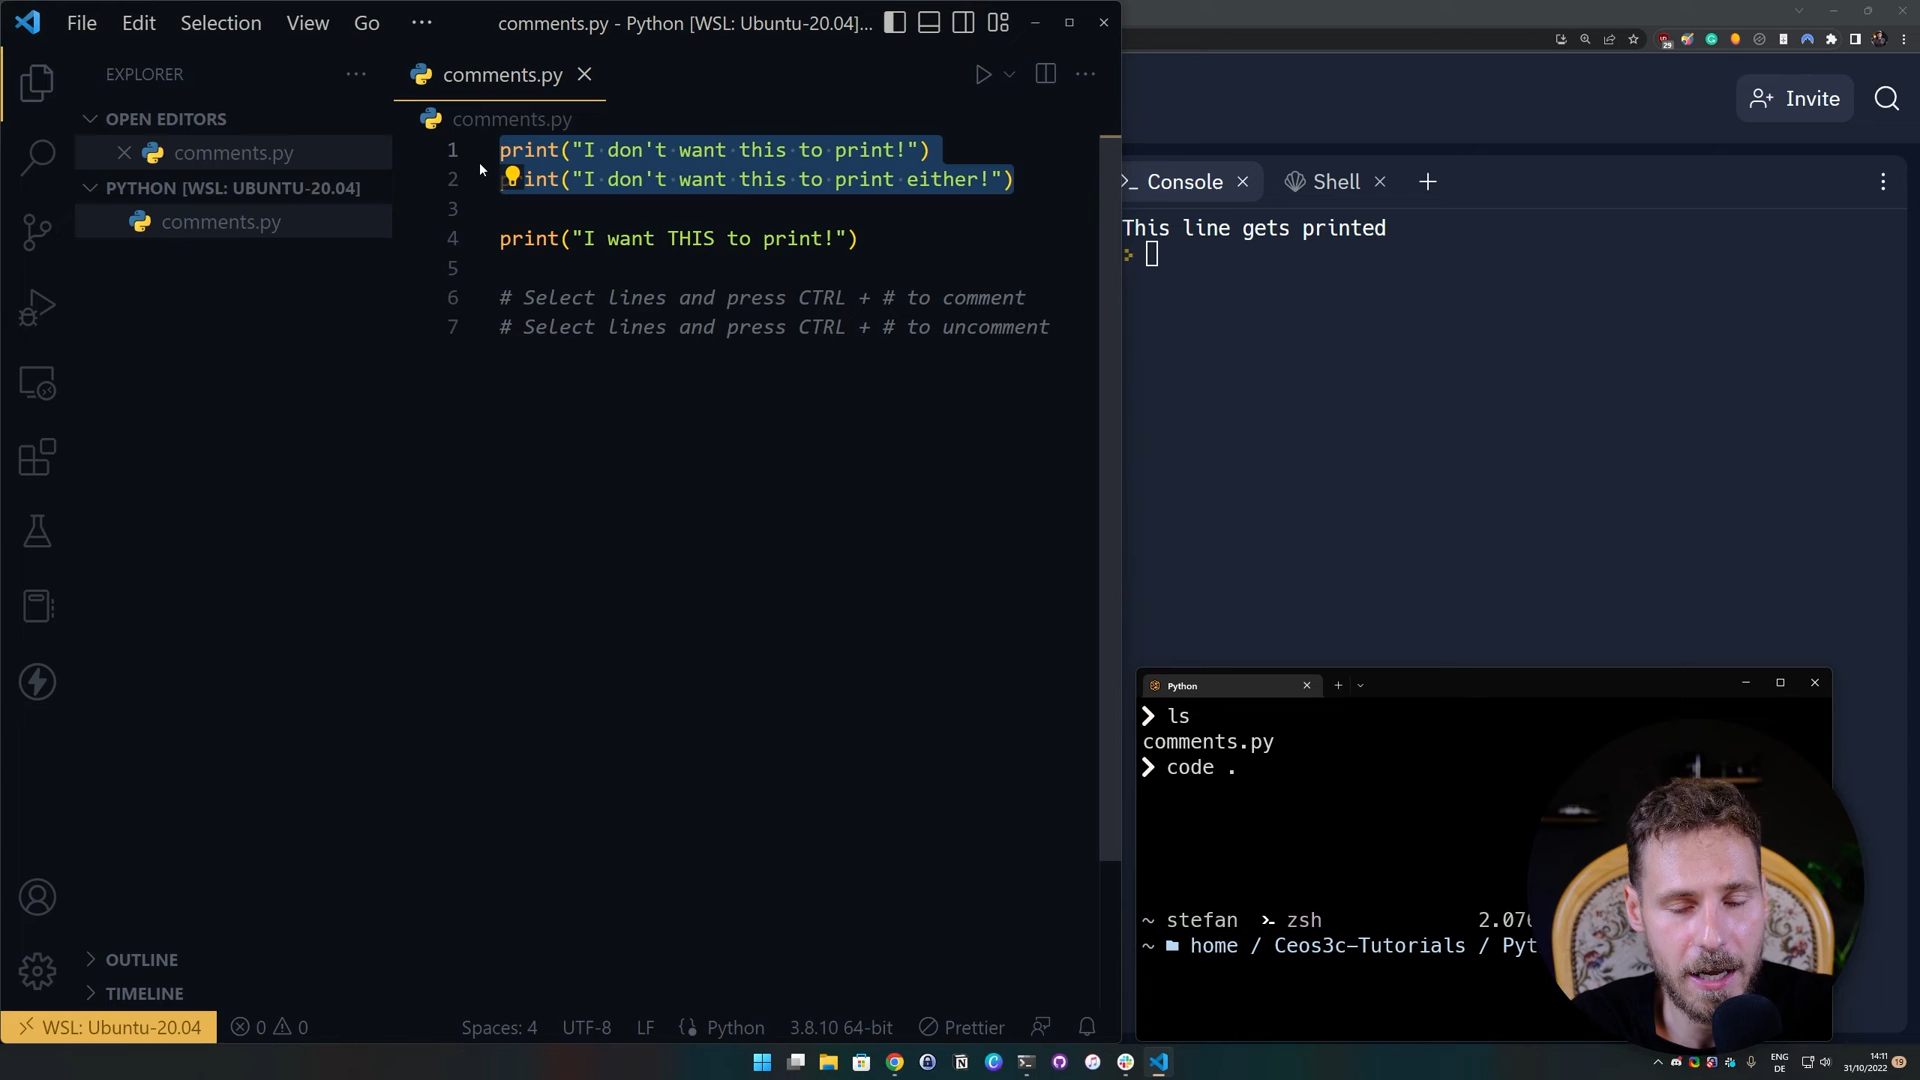 File Edit Selection View Go ··· comments.py - Python [WSL: Ubuntu-20.04]...
EXPLORER
OPEN EDITORS
comments.py
PYTHON [WSL: UBUNTU-20.04]
comments.py
OUTLINE
TIMELINE
comments.py
comments.py
1 print("I don't want this to print!")
2 print("I don't want this to print either!")
3
4 print("I want THIS to print!")
5
6 # Select lines and press CTRL + # to comment
7 # Select lines and press CTRL + # to uncomment
WSL: Ubuntu-20.04 0 0 Spaces: 4 UTF-8 LF Python 3.8.10 64-bit Prettier
29
Invite
Console Shell
This line gets printed
Python
ls
comments.py
code .
~ stefan zsh 2.076
~ home / Ceos3c-Tutorials / Pyt
ENG
DE
14:11
31/10/2022
19